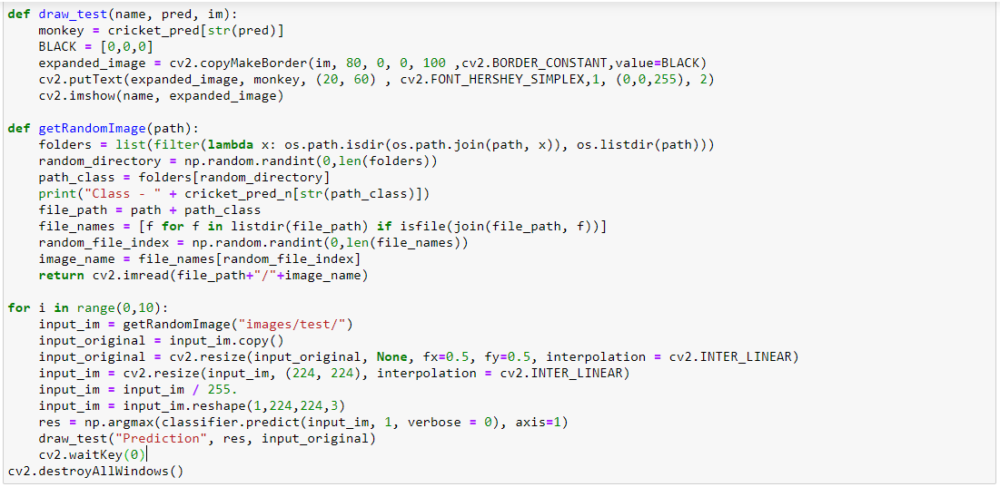 def draw_test(name, pred, im):
    monkey = cricket_pred[str(pred)]
    BLACK = [0,0,0]
    expanded_image = cv2.copyMakeBorder(im, 80, 0, 0, 100 ,cv2.BORDER_CONSTANT,value=BLACK)
    cv2.putText(expanded_image, monkey, (20, 60) , cv2.FONT_HERSHEY_SIMPLEX,1, (0,0,255), 2)
    cv2.imshow(name, expanded_image)

def getRandomImage(path):
    folders = list(filter(lambda x: os.path.isdir(os.path.join(path, x)), os.listdir(path)))
    random_directory = np.random.randint(0,len(folders))
    path_class = folders[random_directory]
    print("Class - " + cricket_pred_n[str(path_class)])
    file_path = path + path_class
    file_names = [f for f in listdir(file_path) if isfile(join(file_path, f))]
    random_file_index = np.random.randint(0,len(file_names))
    image_name = file_names[random_file_index]
    return cv2.imread(file_path+"/"+image_name)

for i in range(0,10):
    input_im = getRandomImage("images/test/")
    input_original = input_im.copy()
    input_original = cv2.resize(input_original, None, fx=0.5, fy=0.5, interpolation = cv2.INTER_LINEAR)
    input_im = cv2.resize(input_im, (224, 224), interpolation = cv2.INTER_LINEAR)
    input_im = input_im / 255.
    input_im = input_im.reshape(1,224,224,3)
    res = np.argmax(classifier.predict(input_im, 1, verbose = 0), axis=1)
    draw_test("Prediction", res, input_original)
    cv2.waitKey(0)
cv2.destroyAllWindows()